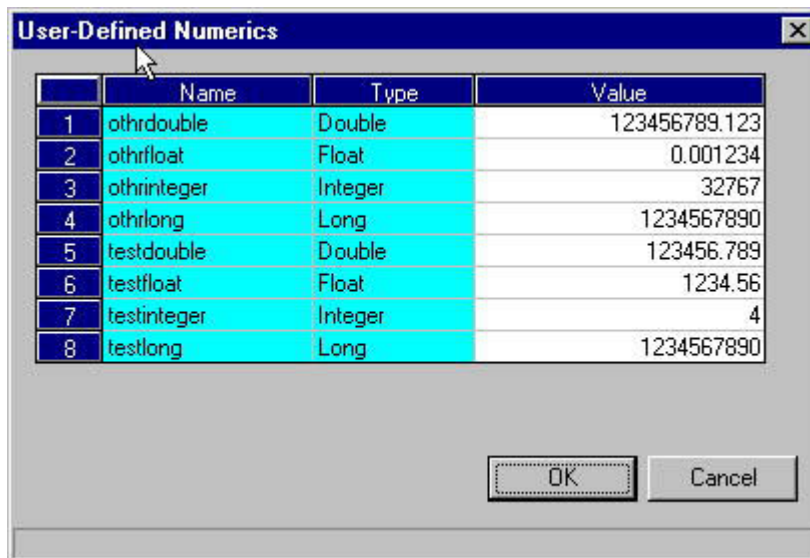 User-Defined Numerics
Name Type Value
1 othrdouble Double 123456789.123
2 othrfloat Float 0.001234
3 othrinteger Integer 32767
4 othrlong Long 1234567890
5 testdouble Double 123456.789
6 testfloat Float 1234.56
7 testinteger Integer 4
8 testlong Long 1234567890
OK Cancel